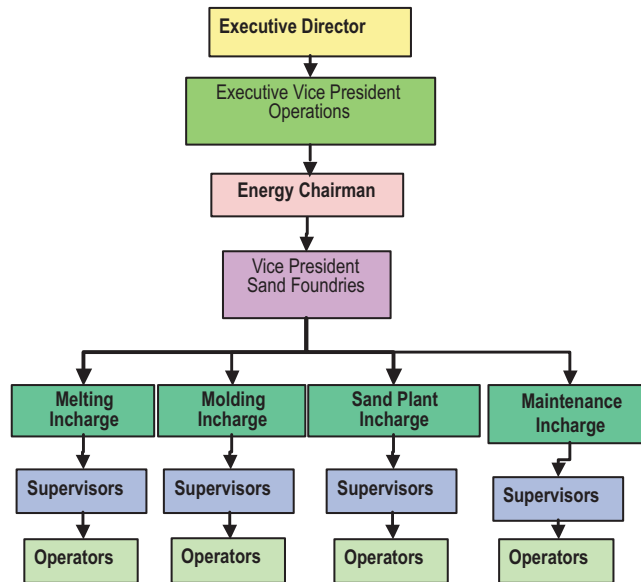 Executive Director
Executive Vice President
Operations
Energy Chairman
Vice President
Sand Foundries
Melting
Incharge
Molding
Incharge
Sand Plant
Incharge
Maintenance
Incharge
Supervisors
Supervisors
Supervisors
Supervisors
Operators
Operators
Operators
Operators